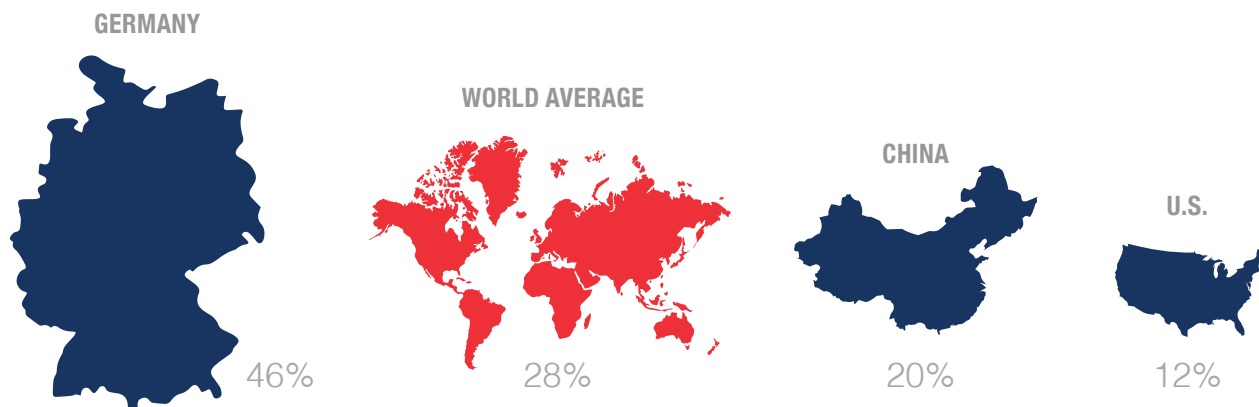 GERMANY
46%
WORLD AVERAGE
28%
CHINA
20%
U.S.
12%